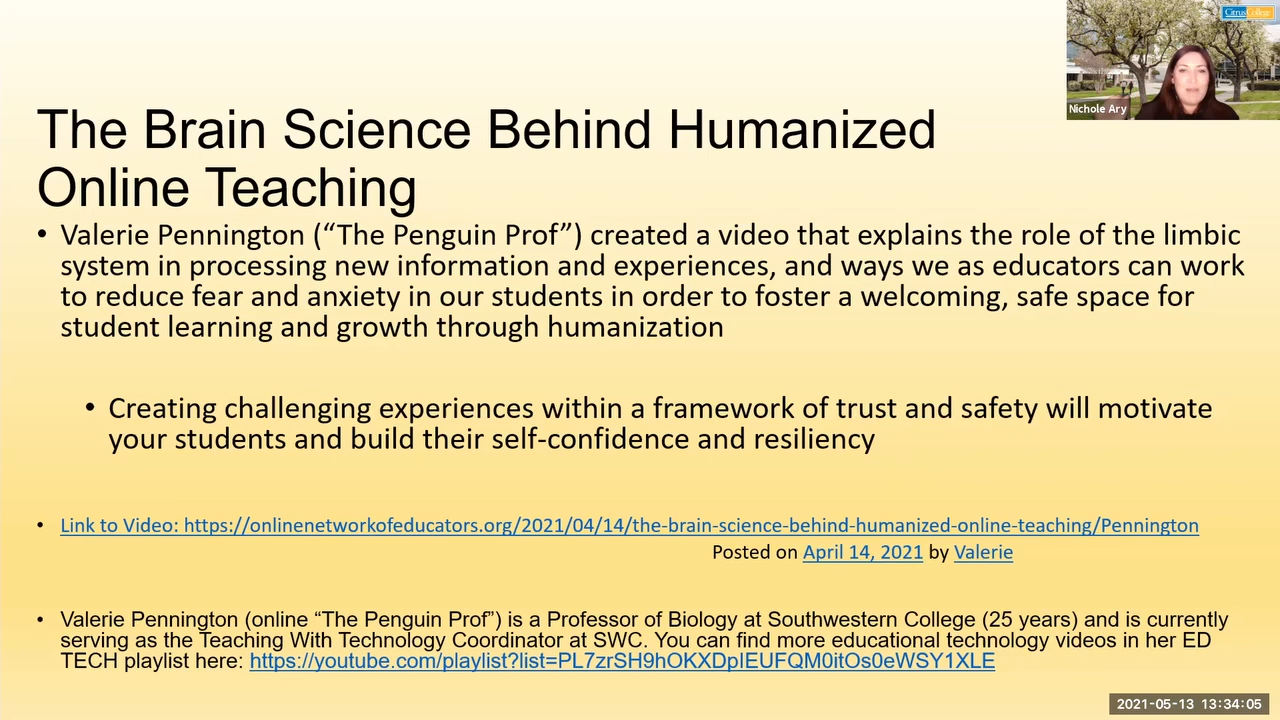 CitrusCollege
Nichole Ary
The Brain Science Behind Humanized
Online Teaching
• Valerie Pennington (“The Penguin Prof”) created a video that explains the role of the limbic
system in processing new information and experiences, and ways we as educators can work
to reduce fear and anxiety in our students in order to foster a welcoming, safe space for
student learning and growth through humanization
• Creating challenging experiences within a framework of trust and safety will motivate
your students and build their self-confidence and resiliency
• Link to Video: https://onlinenetworkofeducators.org/2021/04/14/the-brain-science-behind-humanized-online-teaching/Pennington
Posted on April 14, 2021 by Valerie
• Valerie Pennington (online “The Penguin Prof”) is a Professor of Biology at Southwestern College (25 years) and is currently
serving as the Teaching With Technology Coordinator at SWC. You can find more educational technology videos in her ED
TECH playlist here: https://youtube.com/playlist?list=PL7zrSH9hOKXDpIEUFQM0itOs0eWSY1XLE
2021-05-13 13:34:05